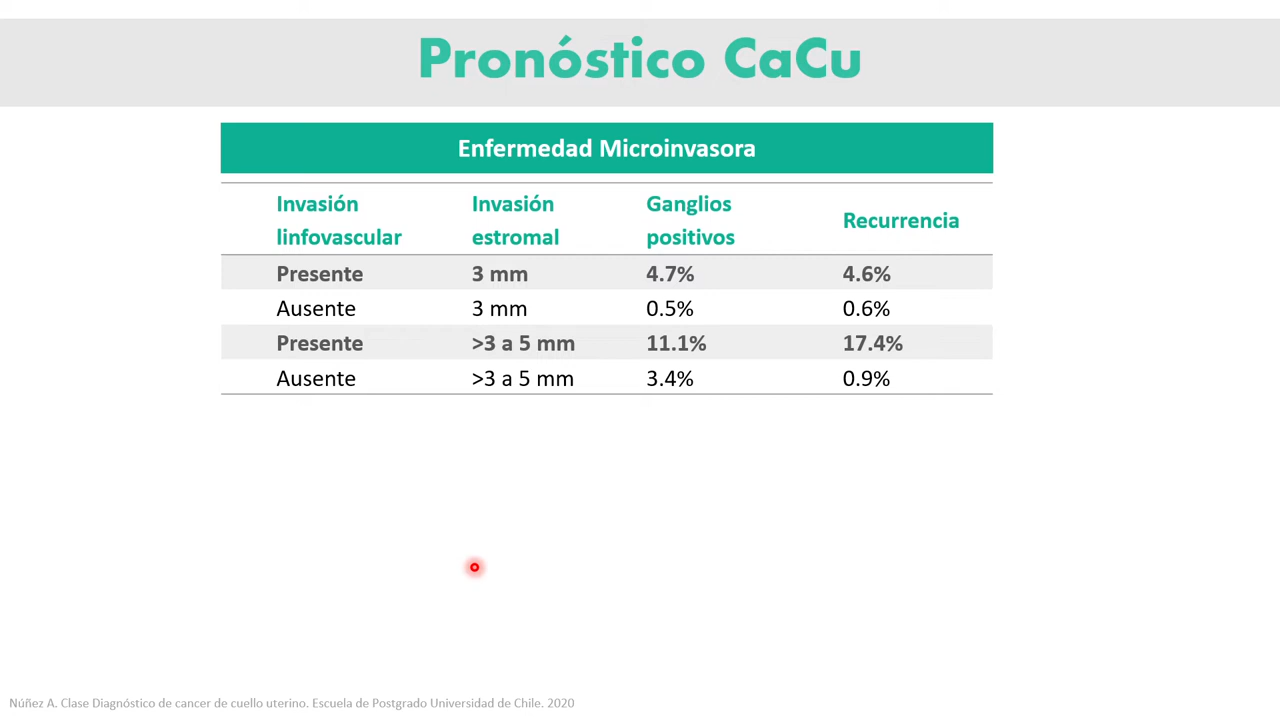 Pronóstico CaCu
Enfermedad Microinvasora
Invasión linfovascular Invasión estromal Ganglios positivos Recurrencia
Presente 3 mm 4.7% 4.6%
Ausente 3 mm 0.5% 0.6%
Presente >3 a 5 mm 11.1% 17.4%
Ausente >3 a 5 mm 3.4% 0.9%
Núñez A. Clase Diagnóstico de cancer de cuello uterino. Escuela de Postgrado Universidad de Chile. 2020